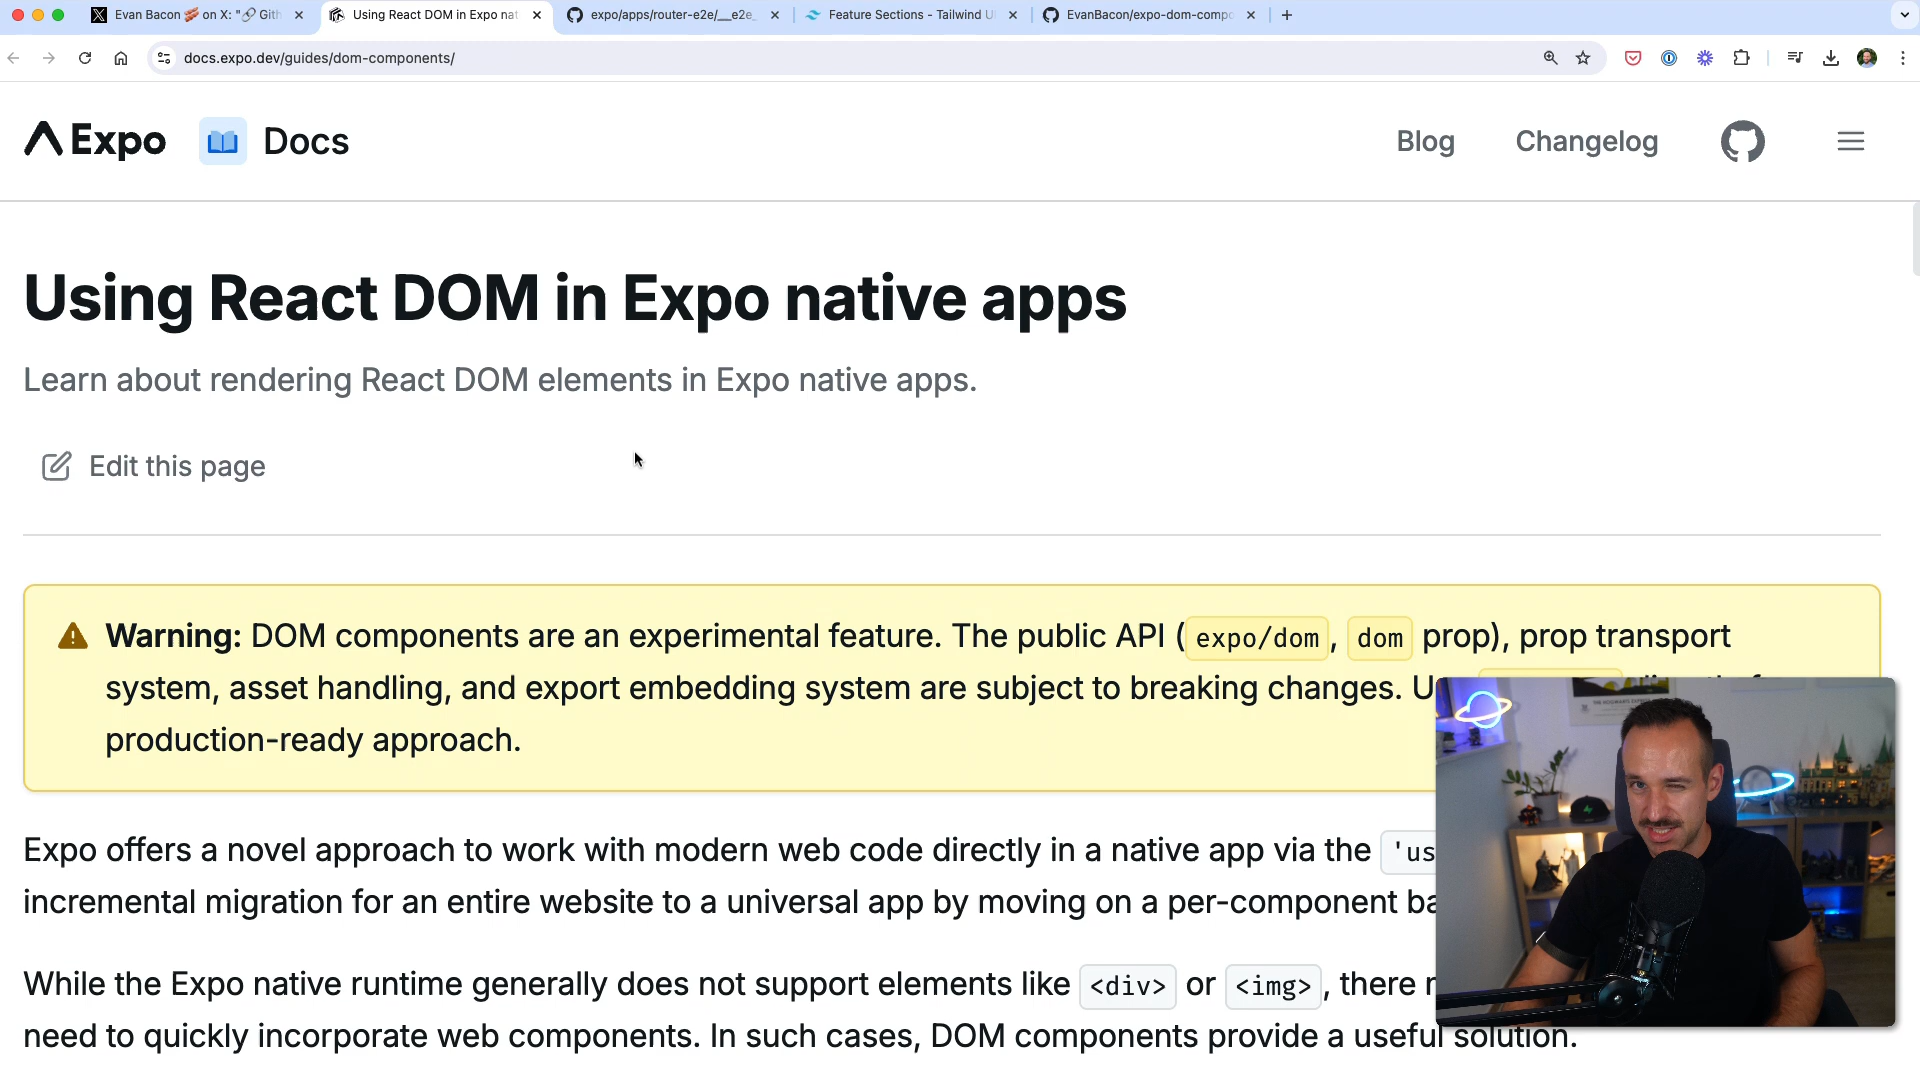 Evan Bacon 🥓 on X: "🔗 Gith
Using React DOM in Expo nat
expo/apps/router-e2e/__e2e_
Feature Sections - Tailwind U
EvanBacon/expo-dom-compo
docs.expo.dev/guides/dom-components/
Expo Docs
Blog
Changelog
Using React DOM in Expo native apps
Learn about rendering React DOM elements in Expo native apps.
Edit this page
Warning: DOM components are an experimental feature. The public API (expo/dom, dom prop), prop transport
system, asset handling, and export embedding system are subject to breaking changes. U
production-ready approach.
Expo offers a novel approach to work with modern web code directly in a native app via the 'us
incremental migration for an entire website to a universal app by moving on a per-component ba
While the Expo native runtime generally does not support elements like <div> or <img>, there
need to quickly incorporate web components. In such cases, DOM components provide a useful solution.